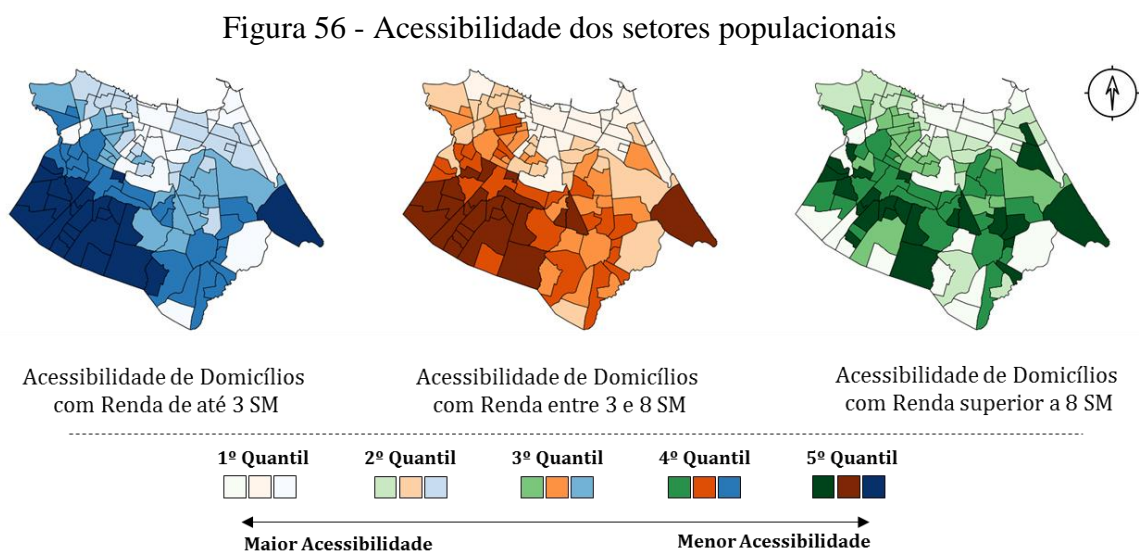 Figura 56 - Acessibilidade dos setores populacionais
Acessibilidade de Domicílios
com Renda de até 3 SM
Acessibilidade de Domicílios
com Renda entre 3 e 8 SM
Acessibilidade de Domicílios
com Renda superior a 8 SM
1º Quantil
2º Quantil
3º Quantil
4º Quantil
5º Quantil
Maior Acessibilidade
Menor Acessibilidade